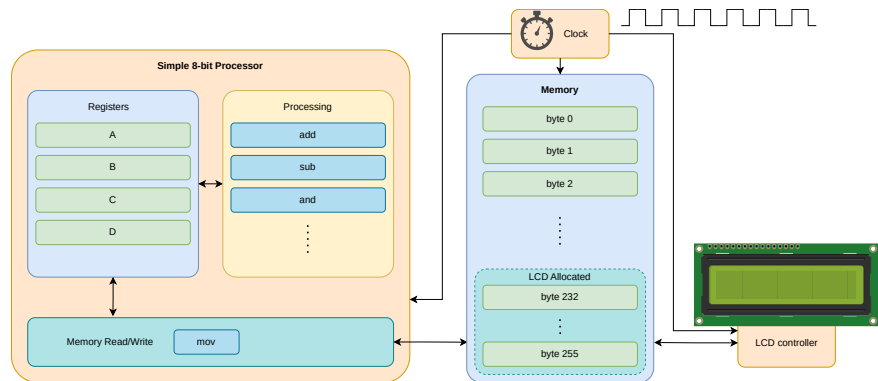 Clock
Simple 8-bit Processor
Registers
A
B
C
D
Processing
add
sub
and
Memory Read/Write
mov
Memory
byte 0
byte 1
byte 2
LCD Allocated
byte 232
byte 255
LCD controller